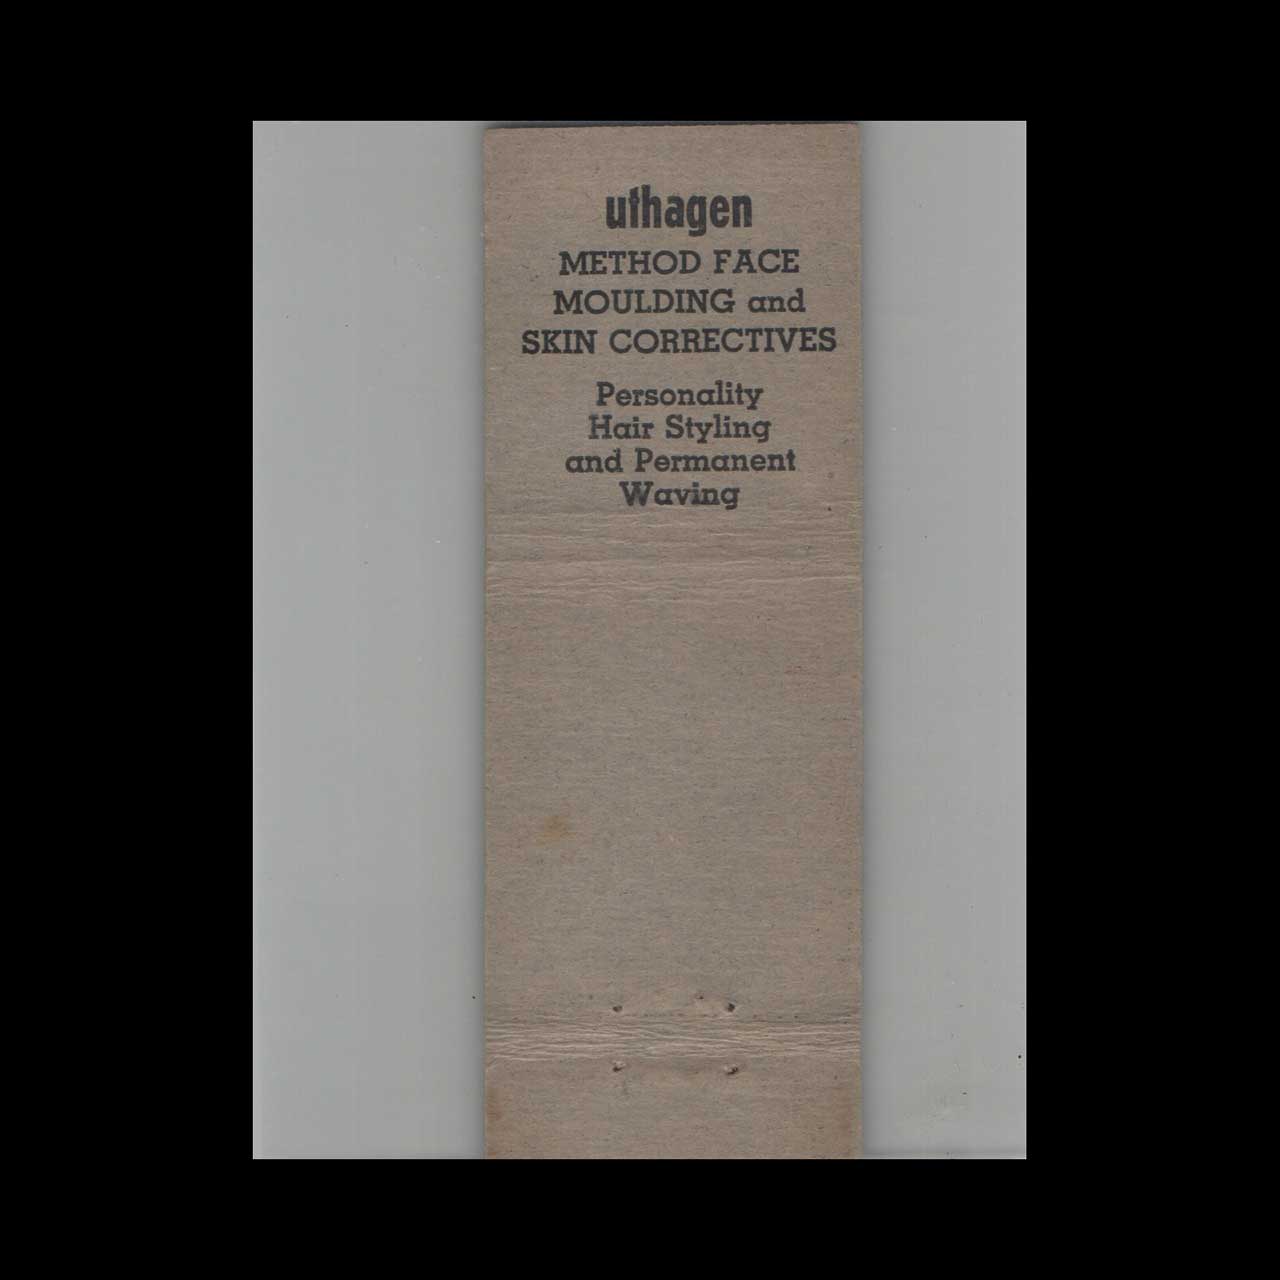 uthagen
METHOD FACE
MOULDING and
SKIN CORRECTIVES
Personality
Hair Styling
and Permanent
Waving